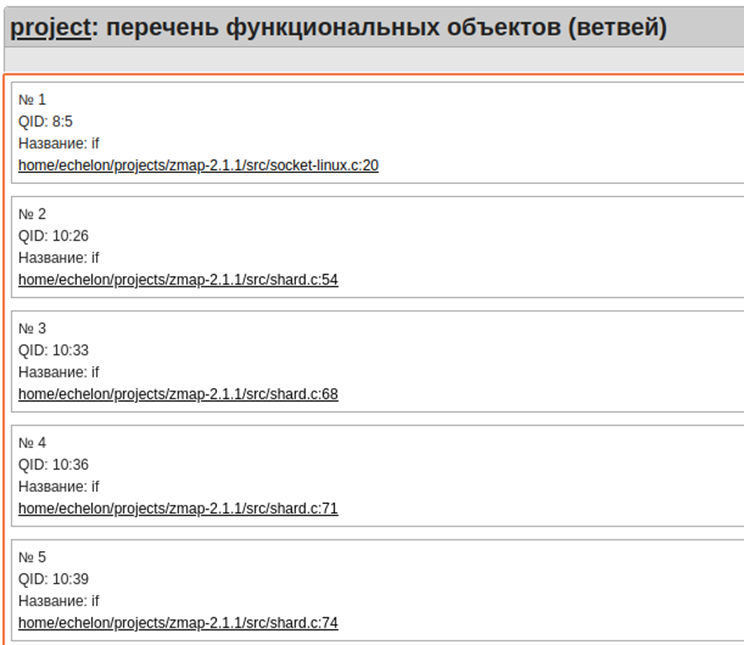 project: перечень функциональных объектов (ветвей)
№ 1
QID: 8:5
Название: if
home/echelon/projects/zmap-2.1.1/src/socket-linux.c:20
№ 2
QID: 10:26
Название: if
home/echelon/projects/zmap-2.1.1/src/shard.c:54
№ 3
QID: 10:33
Название: if
home/echelon/projects/zmap-2.1.1/src/shard.c:68
№ 4
QID: 10:36
Название: if
home/echelon/projects/zmap-2.1.1/src/shard.c:71
№ 5
QID: 10:39
Название: if
home/echelon/projects/zmap-2.1.1/src/shard.c:74